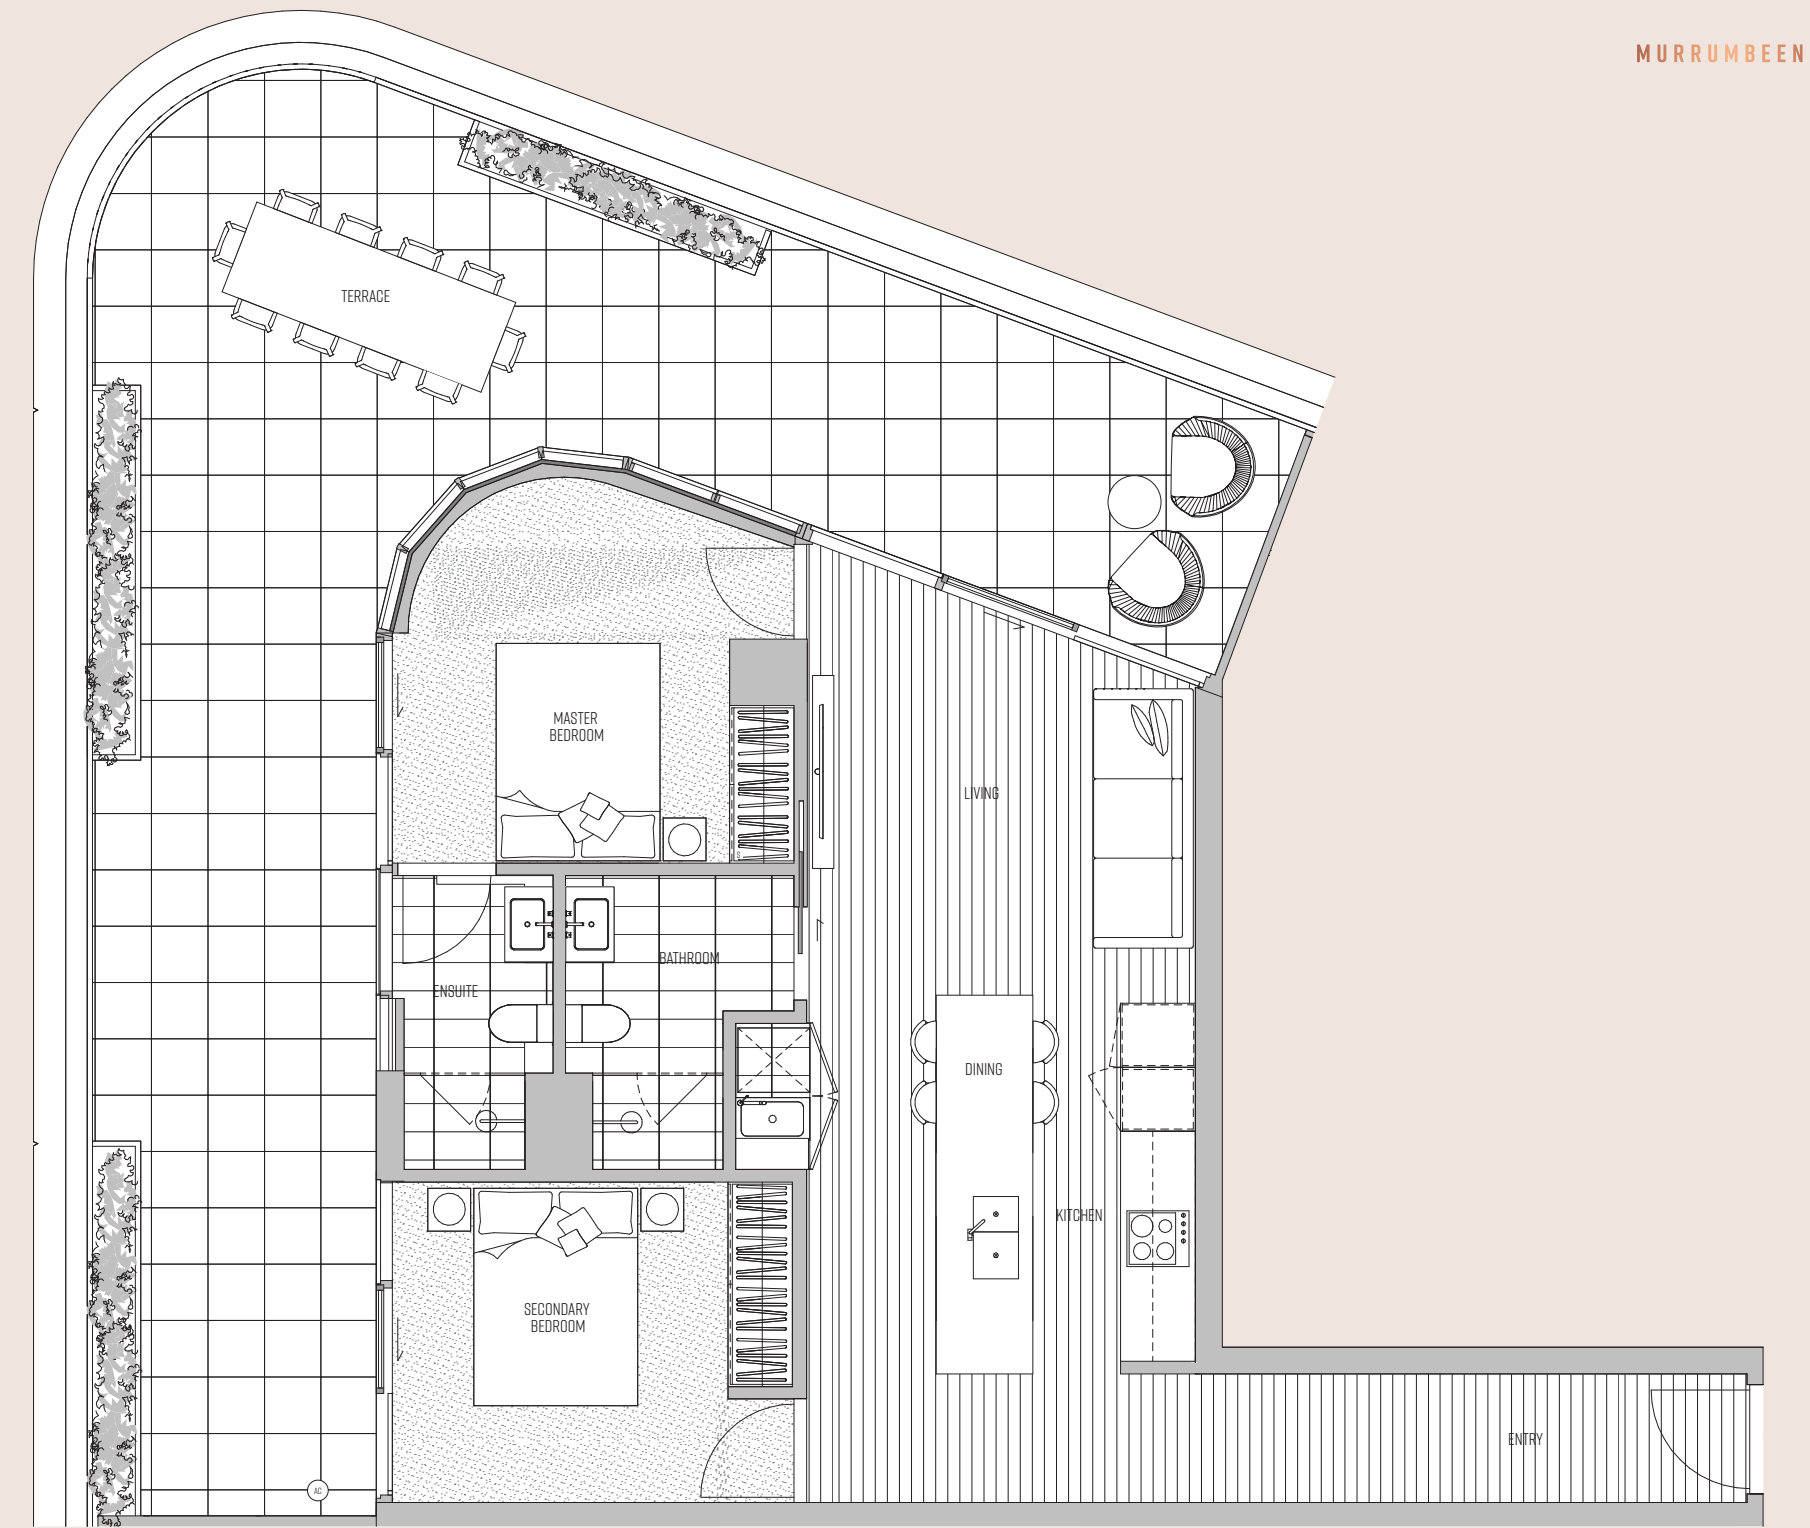 MURRUMBEEN
TERRACE
MASTER
BEDROOM
LIVING
BATHROOM
ENSUITE
DINING
KITCHEN
SECONDARY
BEDROOM
ENTRY
AC